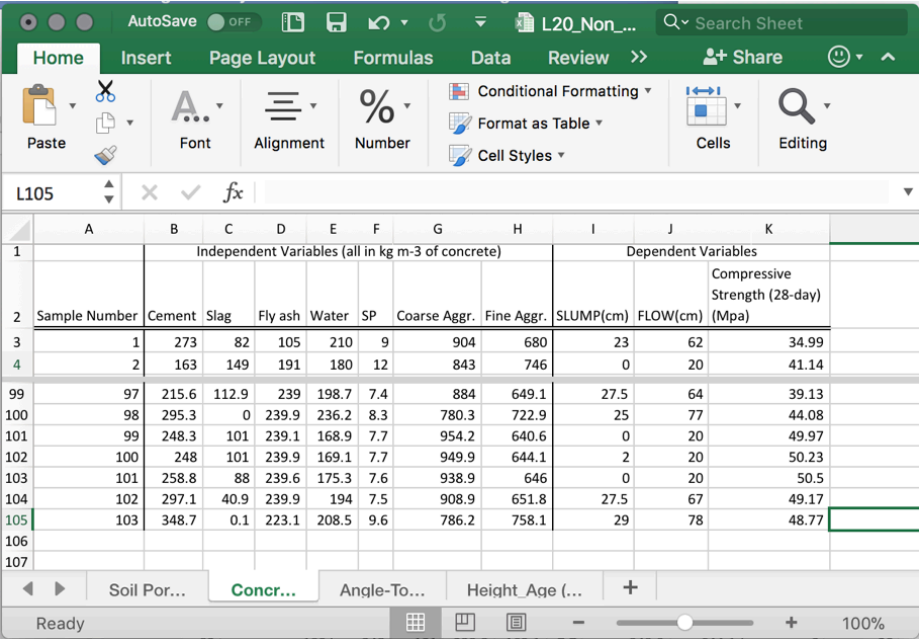 AutoSave OFF L20_Non_... Search Sheet
Home Insert Page Layout Formulas Data Review >> Share
Paste Font Alignment % Number Conditional Formatting Format as Table Cell Styles Cells Editing
L105 fx
A B C D E F G H I J K
1 Independent Variables (all in kg m-3 of concrete) Dependent Variables
2 Sample Number Cement Slag Fly ash Water SP Coarse Aggr. Fine Aggr. SLUMP(cm) FLOW(cm) Compressive Strength (28-day) (Mpa)
3 1 273 82 105 210 9 904 680 23 62 34.99
4 2 163 149 191 180 12 843 746 0 20 41.14
99 97 215.6 112.9 239 198.7 7.4 884 649.1 27.5 64 39.13
100 98 295.3 0 239.9 236.2 8.3 780.3 722.9 25 77 44.08
101 99 248.3 101 239.1 168.9 7.7 954.2 640.6 0 20 49.97
102 100 248 101 239.9 169.1 7.7 949.9 644.1 2 20 50.23
103 101 258.8 88 239.6 175.3 7.6 938.9 646 0 20 50.5
104 102 297.1 40.9 239.9 194 7.5 908.9 651.8 27.5 67 49.17
105 103 348.7 0.1 223.1 208.5 9.6 786.2 758.1 29 78 48.77
106
107
Soil Por... Concr... Angle-To... Height_Age (... +
Ready - + 100%